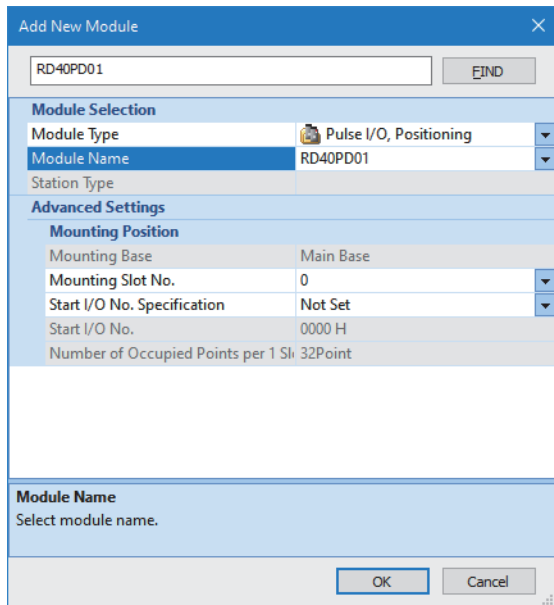 Add New Module
RD40PD01 FIND
Module Selection
Module Type Pulse I/O, Positioning
Module Name RD40PD01
Station Type
Advanced Settings
Mounting Position
Mounting Base Main Base
Mounting Slot No. 0
Start I/O No. Specification Not Set
Start I/O No. 0000 H
Number of Occupied Points per 1 Sl 32Point
Module Name
Select module name.
OK Cancel